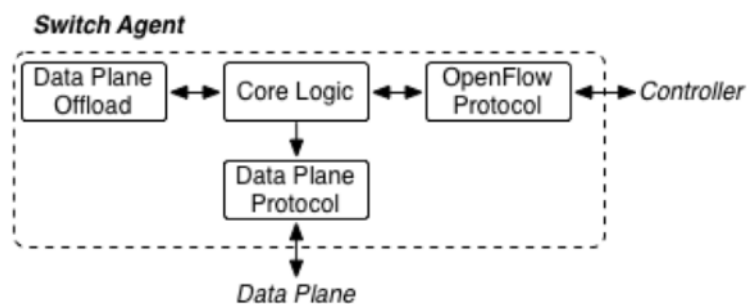 Switch Agent
Data Plane
Offload
Core Logic
OpenFlow
Protocol
Controller
Data Plane
Protocol
Data Plane